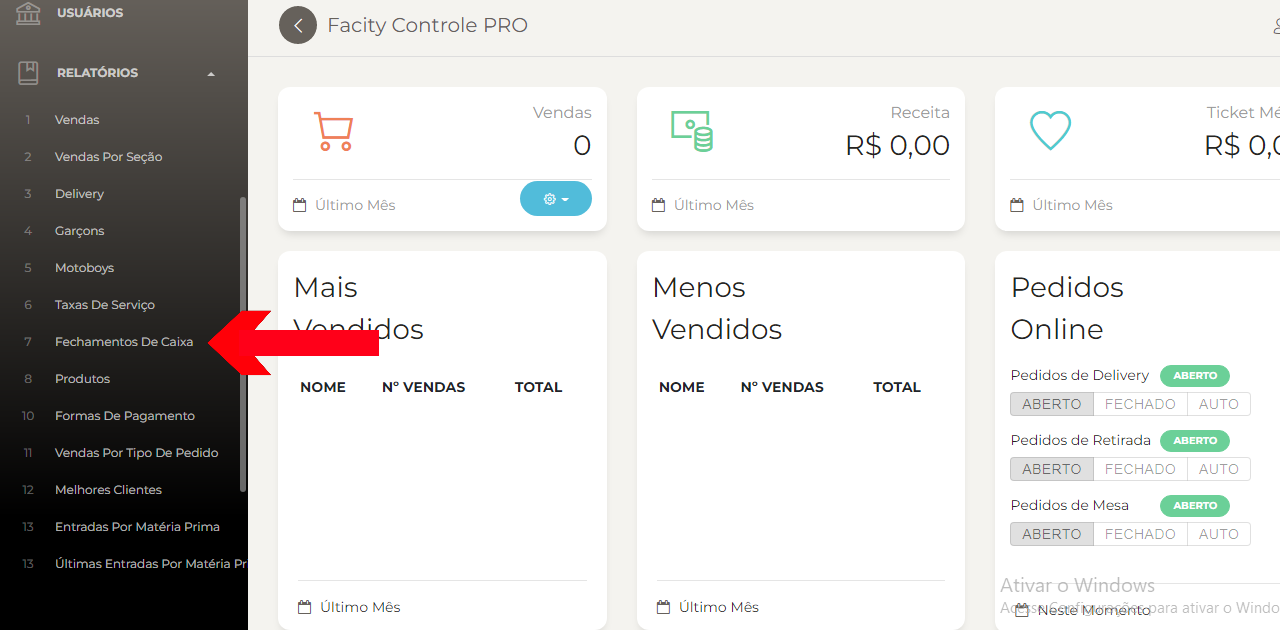 USUÁRIOS
RELATÓRIOS
1 Vendas
2 Vendas Por Seção
3 Delivery
4 Garçons
5 Motoboys
6 Taxas De Serviço
7 Fechamentos De Caixa
8 Produtos
10 Formas De Pagamento
11 Vendas Por Tipo De Pedido
12 Melhores Clientes
13 Entradas Por Matéria Prima
13 Últimas Entradas Por Matéria Pr
Facity Controle PRO
Vendas
0
Último Mês
Receita
R$ 0,00
Último Mês
Ticket Mé
R$ 0,0
Último Mês
Mais
Vendidos
NOME Nº VENDAS TOTAL
Último Mês
Menos
Vendidos
NOME Nº VENDAS TOTAL
Último Mês
Pedidos
Online
Pedidos de Delivery ABERTO
ABERTO FECHADO AUTO
Pedidos de Retirada ABERTO
ABERTO FECHADO AUTO
Pedidos de Mesa ABERTO
ABERTO FECHADO AUTO
Neste Momento
Ativar o Windows
Acesse Configurações para ativar o Windo